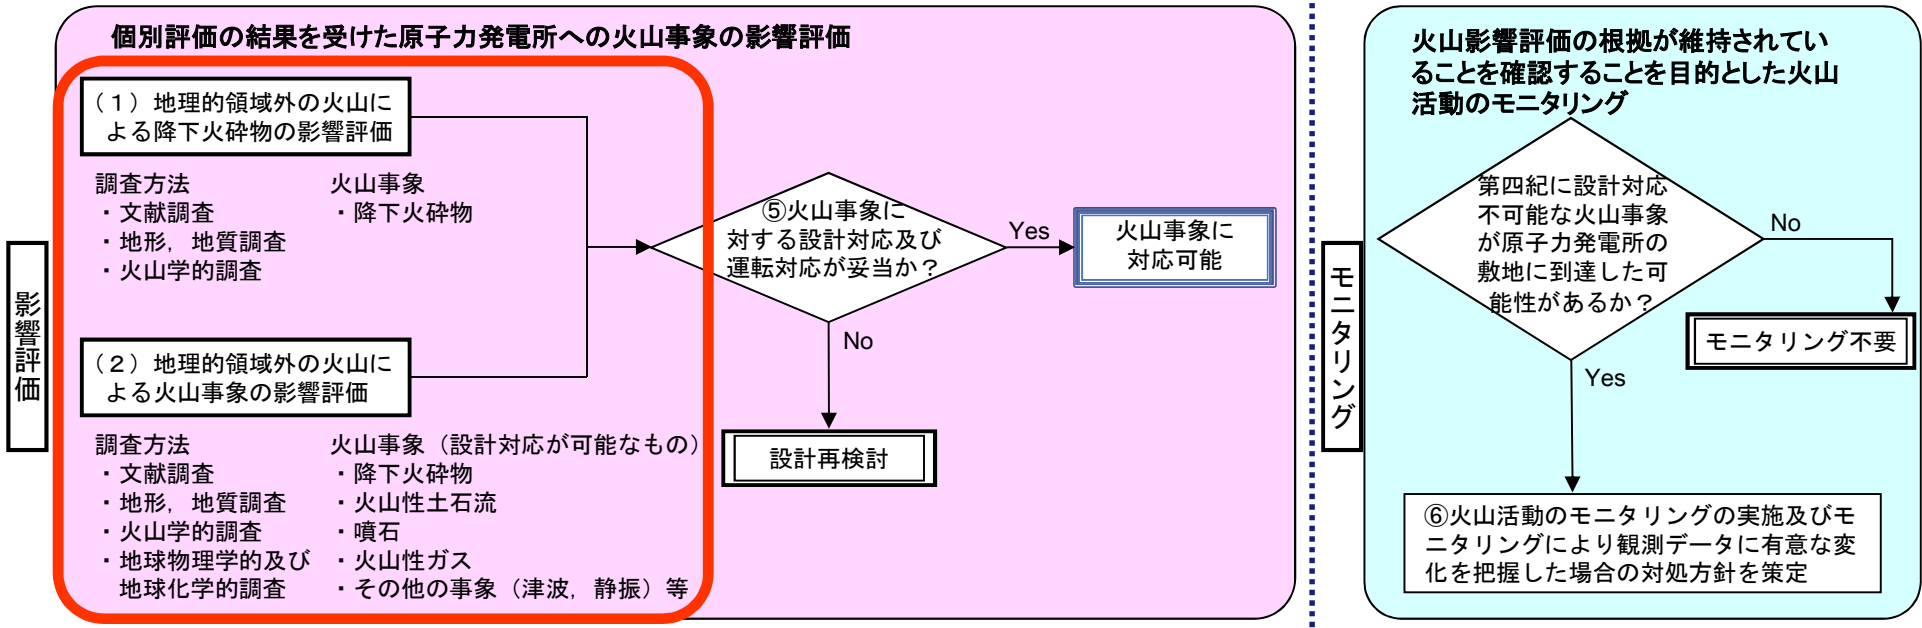 個別評価の結果を受けた原子力発電所への火山事象の影響評価
影響評価
（１）地理的領域外の火山に
よる降下火砕物の影響評価
調査方法
・文献調査
・地形，地質調査
・火山学的調査
火山事象
・降下火砕物
（２）地理的領域外の火山に
よる火山事象の影響評価
調査方法
・文献調査
・地形，地質調査
・火山学的調査
・地球物理学的及び
地球化学的調査
火山事象（設計対応が可能なもの）
・降下火砕物
・火山性土石流
・噴石
・火山性ガス
・その他の事象（津波，静振）等
⑤火山事象に
対する設計対応及び
運転対応が妥当か？
Yes
火山事象に
対応可能
No
設計再検討
モニタリング
火山影響評価の根拠が維持されてい
ることを確認することを目的とした火山
活動のモニタリング
第四紀に設計対応
不可能な火山事象
が原子力発電所の
敷地に到達した可
能性があるか？
No
モニタリング不要
Yes
⑥火山活動のモニタリングの実施及びモ
ニタリングにより観測データに有意な変
化を把握した場合の対処方針を策定